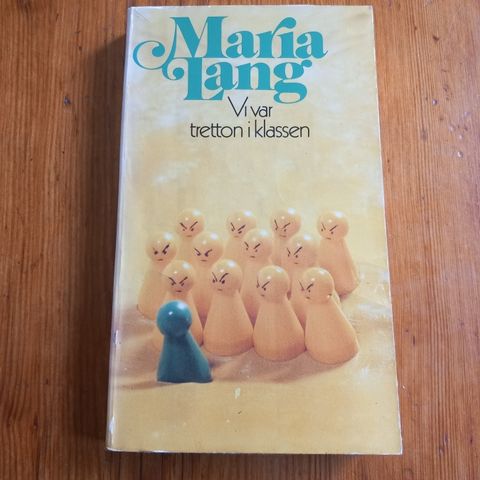 Maria
Lang
Vi var
tretton i klassen